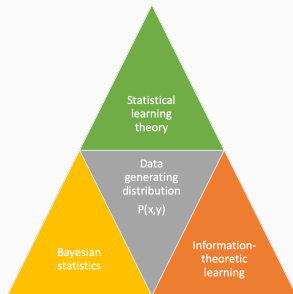 Statistical
learning
theory
Data
generating
distribution
P(x,y)
Bayesian
statistics
Information-
theoretic
learning